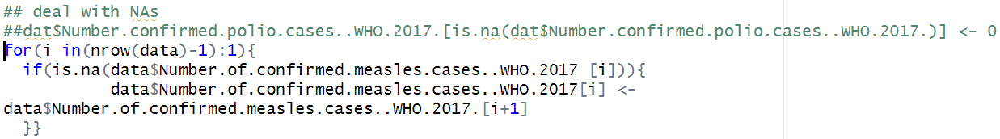 ## deal with NAs
##dat$Number.confirmed.polio.cases..WHO.2017.[is.na(dat$Number.confirmed.polio.cases..WHO.2017.)] <- 0
for(i in(nrow(data)-1):1){
  if(is.na(data$Number.of.confirmed.measles.cases..WHO.2017 [i])){
          data$Number.of.confirmed.measles.cases..WHO.2017[i] <-
data$Number.of.confirmed.measles.cases..WHO.2017.[i+1]
  }}